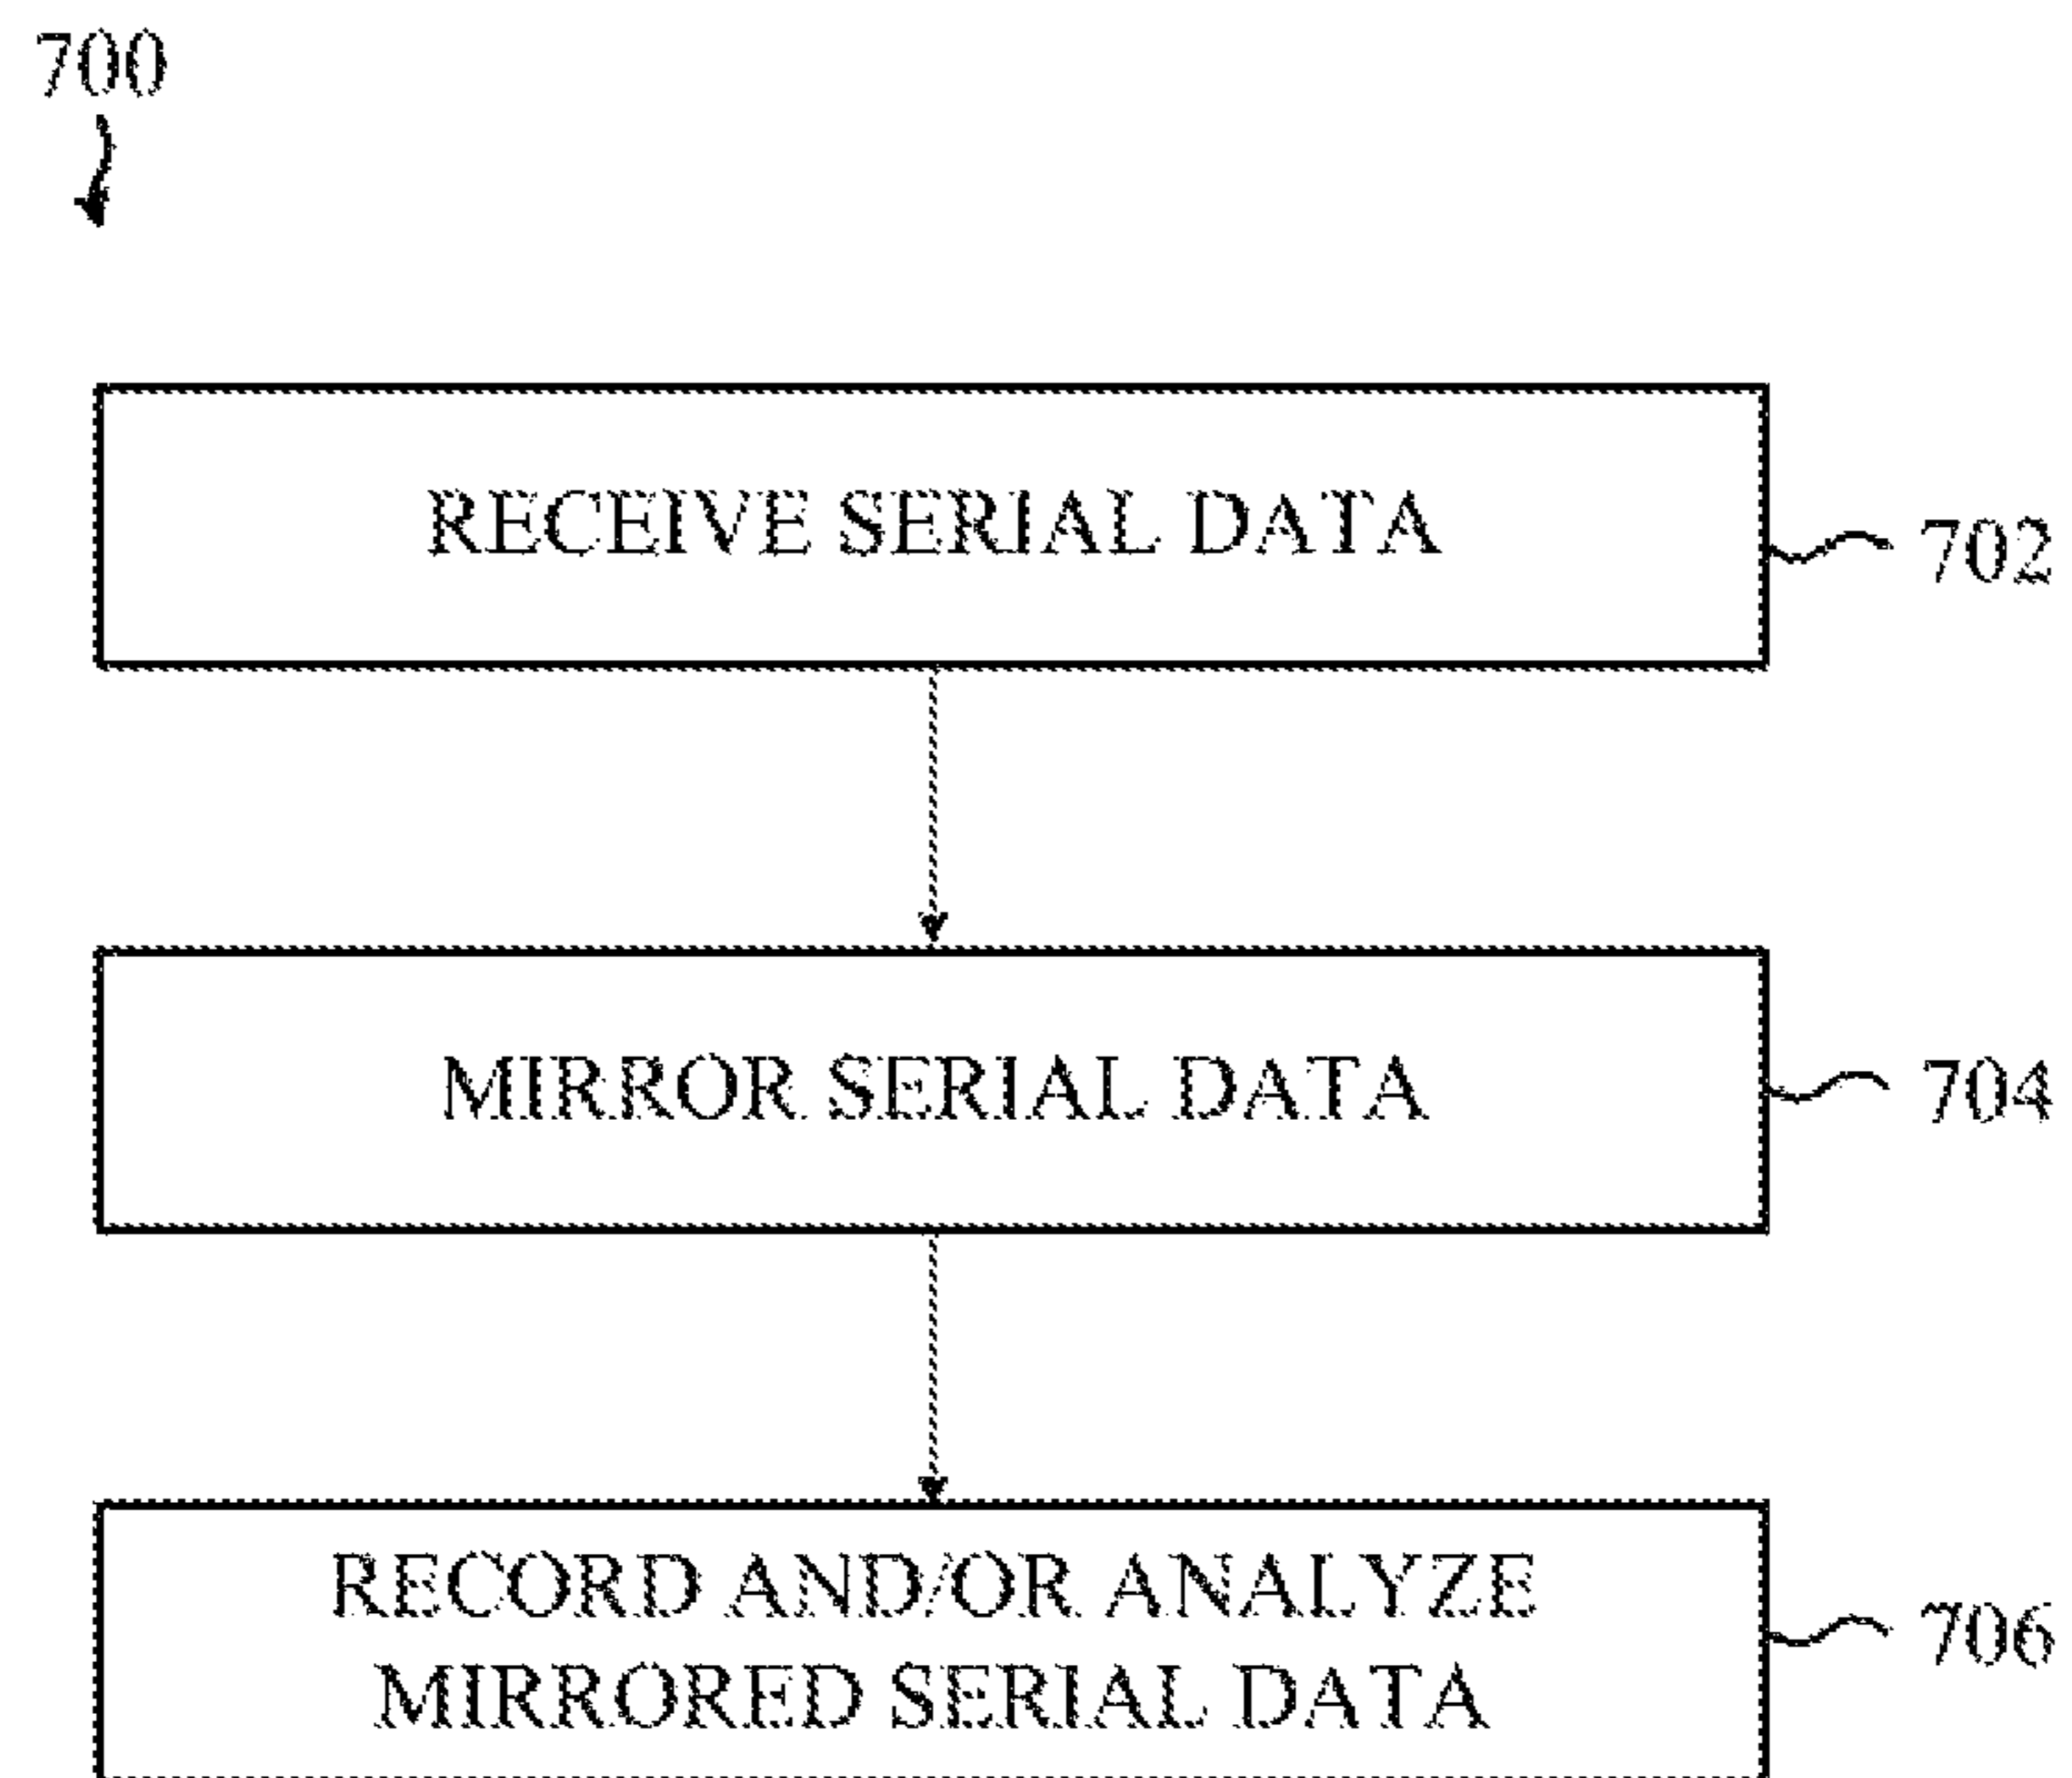 700
RECEIVE SERIAL DATA
702
MIRROR SERIAL DATA
704
RECORD AND/OR ANALYZE
MIRRORED SERIAL DATA
706